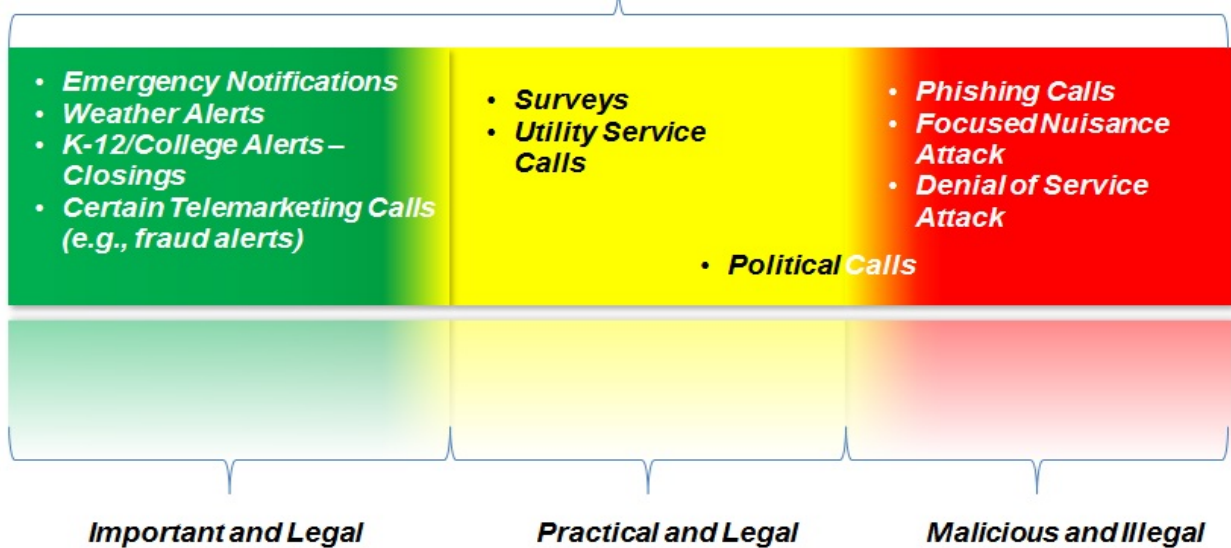 • Emergency Notifications
• Weather Alerts
• K-12/College Alerts –
Closings
• Certain Telemarketing Calls
(e.g., fraud alerts)
• Surveys
• Utility Service
Calls
• Political Calls
• Phishing Calls
• Focused Nuisance
Attack
• Denial of Service
Attack
Important and Legal
Practical and Legal
Malicious and Illegal